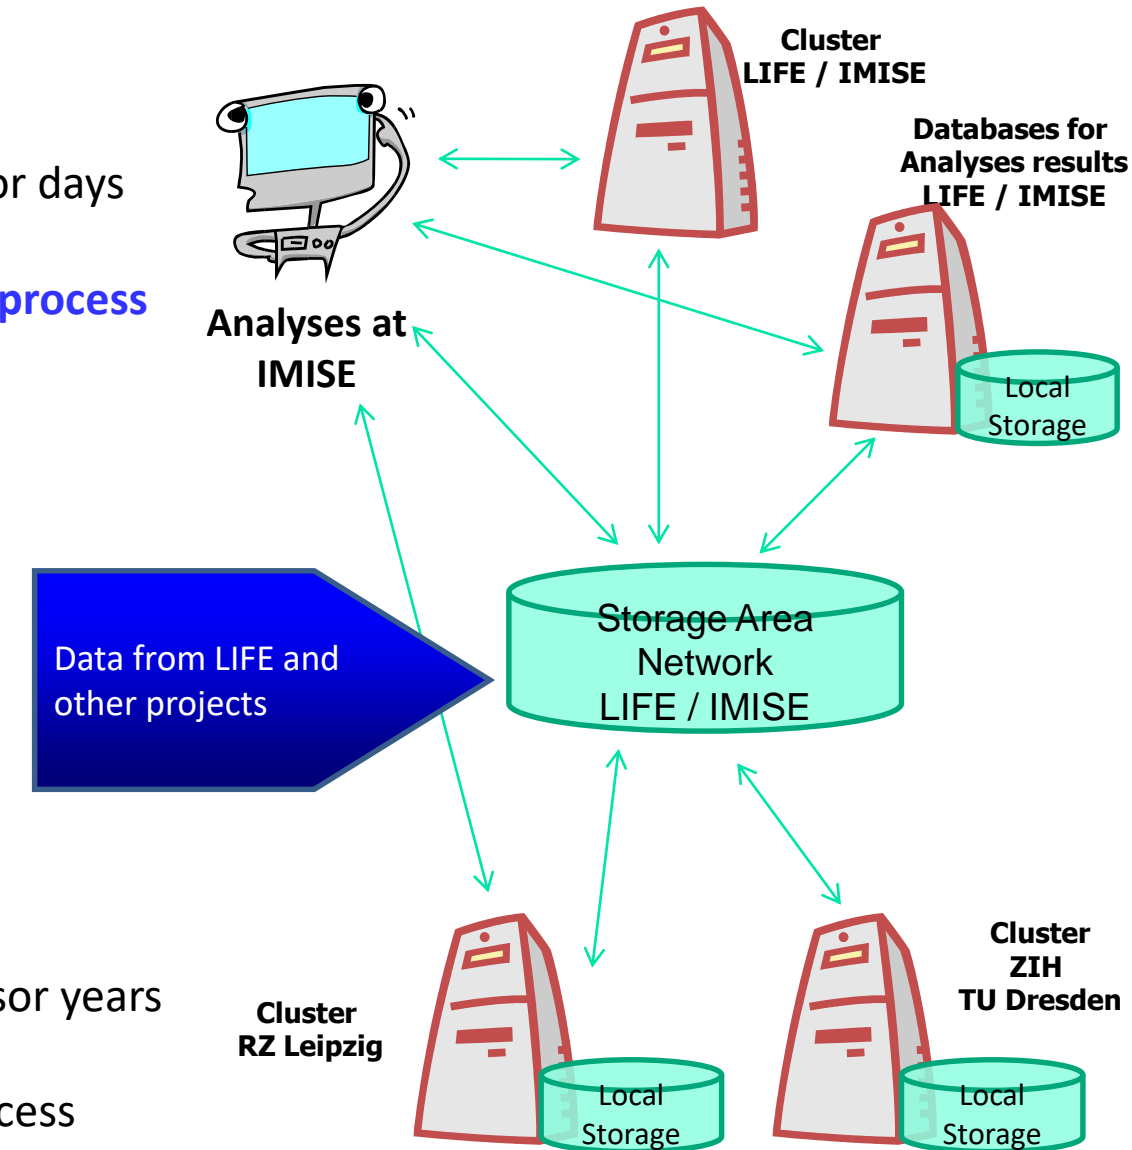 Cluster
LIFE / IMISE
Databases for
Analyses results
LIFE / IMISE
or days
process
Analyses at
IMISE
Local
Storage
Storage Area
Network
LIFE / IMISE
Data from LIFE and
other projects
sor years
cess
Cluster
RZ Leipzig
Local
Storage
Cluster
ZIH
TU Dresden
Local
Storage